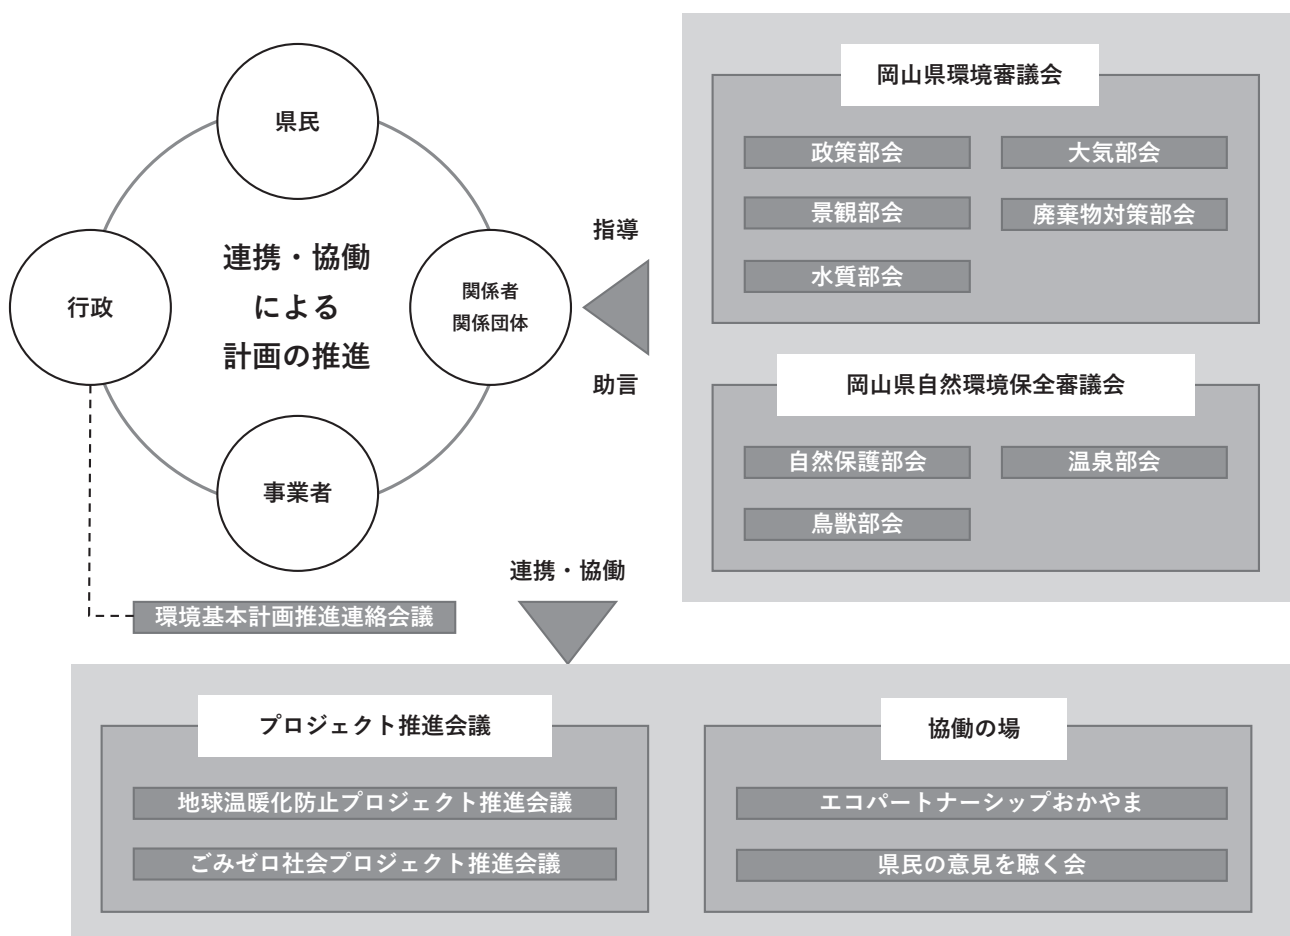 県民
連携・協働
による
計画の推進
行政
関係者
関係団体
事業者
指導
助言
岡山県環境審議会
政策部会
大気部会
景観部会
廃棄物対策部会
水質部会
岡山県自然環境保全審議会
自然保護部会
温泉部会
鳥獣部会
連携・協働
環境基本計画推進連絡会議
プロジェクト推進会議
地球温暖化防止プロジェクト推進会議
ごみゼロ社会プロジェクト推進会議
協働の場
エコパートナーシップおかやま
県民の意見を聴く会